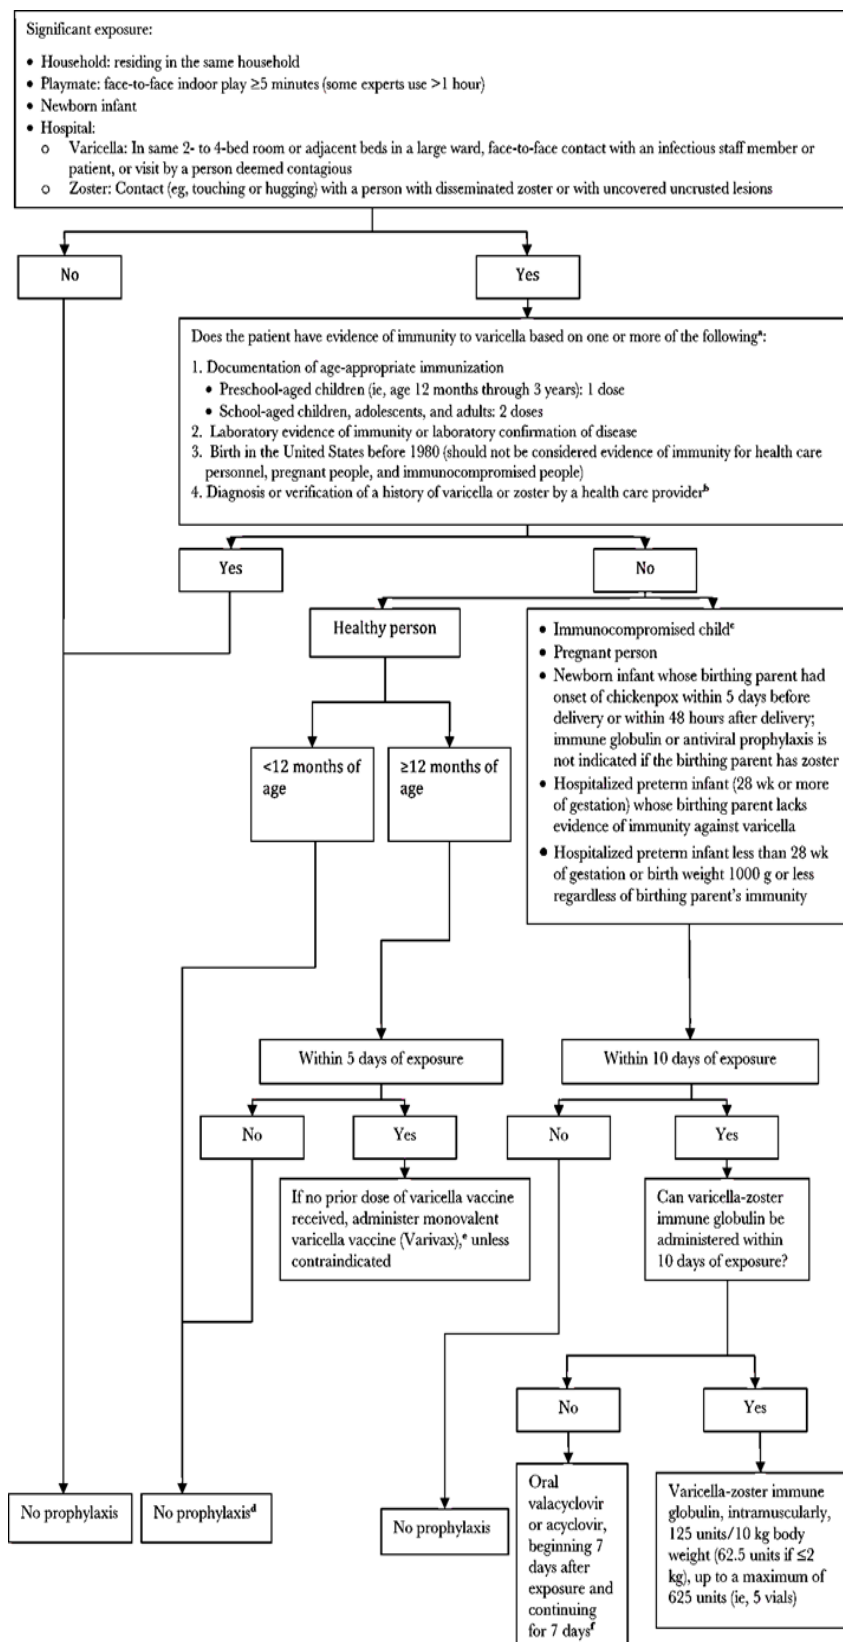 Significant exposure:
• Household: residing in the same household
• Playmate: face-to-face indoor play ≥5 minutes (some experts use >1 hour)
• Newborn infant
• Hospital:
o Varicella: In same 2- to 4-bed room or adjacent beds in a large ward, face-to-face contact with an infectious staff member or
patient, or visit by a person deemed contagious
o Zoster: Contact (eg, touching or hugging) with a person with disseminated zoster or with uncovered uncrusted lesions
No
Yes
Does the patient have evidence of immunity to varicella based on one or more of the followingᵃ:
1. Documentation of age-appropriate immunization
• Preschool-aged children (ie, age 12 months through 3 years): 1 dose
• School-aged children, adolescents, and adults: 2 doses
2. Laboratory evidence of immunity or laboratory confirmation of disease
3. Birth in the United States before 1980 (should not be considered evidence of immunity for health care
personnel, pregnant people, and immunocompromised people)
4. Diagnosis or verification of a history of varicella or zoster by a health care providerᵇ
Yes
No
Healthy person
• Immunocompromised childᶜ
• Pregnant person
• Newborn infant whose birthing parent had
onset of chickenpox within 5 days before
delivery or within 48 hours after delivery;
immune globulin or antiviral prophylaxis is
not indicated if the birthing parent has zoster
• Hospitalized preterm infant (28 wk or more
of gestation) whose birthing parent lacks
evidence of immunity against varicella
• Hospitalized preterm infant less than 28 wk
of gestation or birth weight 1000 g or less
regardless of birthing parent's immunity
<12 months of
age
≥12 months of
age
Within 5 days of exposure
Within 10 days of exposure
No
Yes
No
Yes
If no prior dose of varicella vaccine
received, administer monovalent
varicella vaccine (Varivax),ᵉ unless
contraindicated
Can varicella-zoster
immune globulin be
administered within
10 days of exposure?
No
Yes
No prophylaxis
No prophylaxisᵈ
No prophylaxis
Oral
valacyclovir
or acyclovir,
beginning 7
days after
exposure and
continuing
for 7 daysᶠ
Varicella-zoster immune
globulin, intramuscularly,
125 units/10 kg body
weight (62.5 units if ≤2
kg), up to a maximum of
625 units (ie, 5 vials)